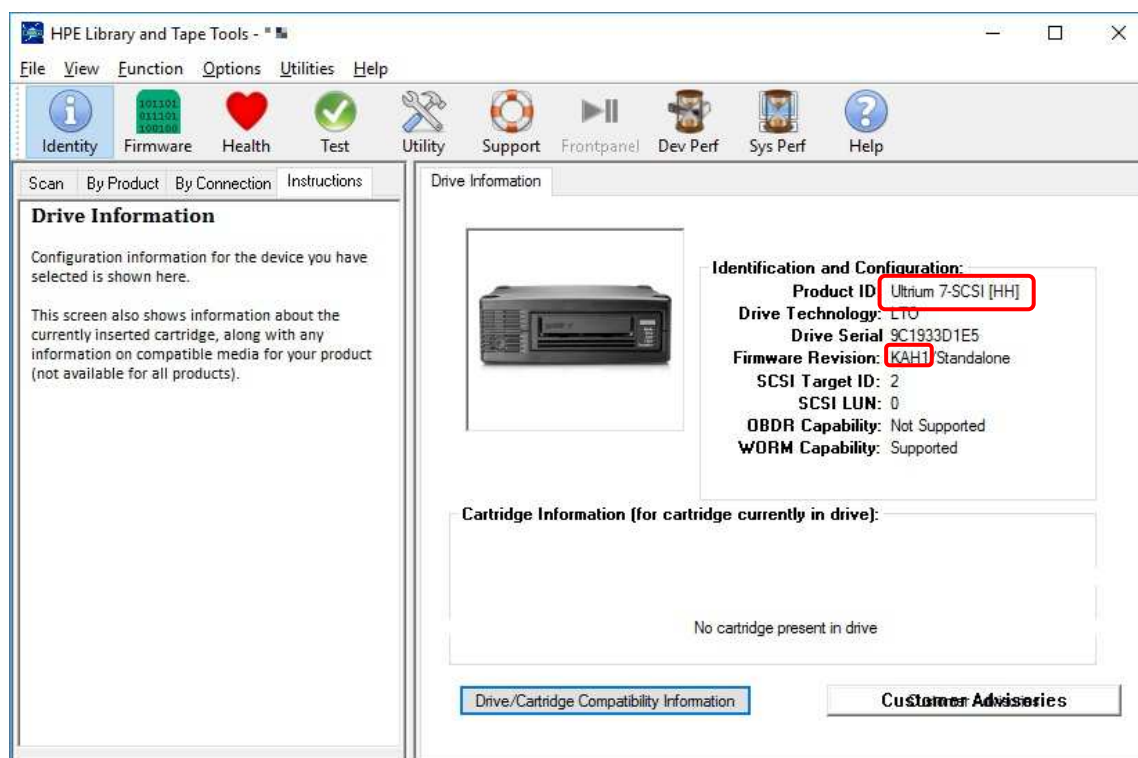 HPE Library and Tape Tools - "
File View Function Options Utilities Help
101101
011101
100100
Identity Firmware Health Test Utility Support Frontpanel Dev Perf Sys Perf Help
Scan By Product By Connection Instructions
Drive Information
Drive Information
Configuration information for the device you have
selected is shown here.
This screen also shows information about the
currently inserted cartridge, along with any
information on compatible media for your product
(not available for all products).
Identification and Configuration:
Product ID Ultrium 7-SCSI [HH]
Drive Technology: LTO
Drive Serial 9C1933D1E5
Firmware Revision: KAH1/Standalone
SCSI Target ID: 2
SCSI LUN: 0
OBDR Capability: Not Supported
WORM Capability: Supported
Cartridge Information (for cartridge currently in drive):
No cartridge present in drive
Drive/Cartridge Compatibility Information
Customer Advisories